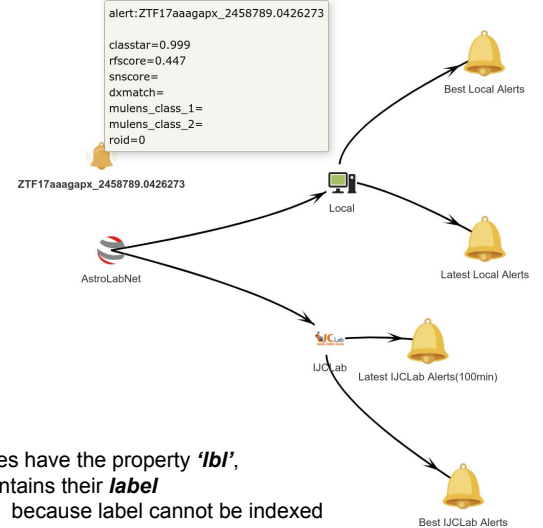 alert:ZTF17aaagapx_2458789.0426273
classtar=0.999
rfscore=0.447
snscore=
dxmatch=
mulens_class_1=
mulens_class_2=
roid=0
Best Local Alerts
ZTF17aaagapx_2458789.0426273
Local
AstroLabNet
Latest Local Alerts
IJCLab
Latest IJCLab Alerts(100min)
es have the property 'lbl',
ntains their label
because label cannot be indexed
Best IJCLab Alerts